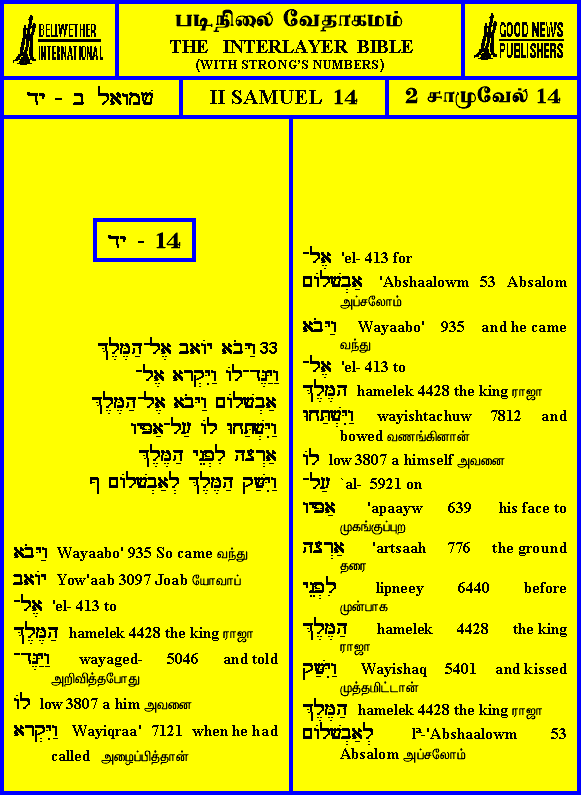 BELLWETHER
INTERNATIONAL
படிநிலை வேதாகமம்
THE INTERLAYER BIBLE
(WITH STRONG'S NUMBERS)
GOOD NEWS
PUBLISHERS
שמואל ב - יד
II SAMUEL 14
2 சாமுவேல் 14
יד - 14
33 וַיָּבֹא יוֹאָב אֶל־הַמֶּלֶךְ
וַיַּגֶּד־לוֹ וַיִּקְרָא אֶל־
אַבְשָׁלוֹם וַיָּבֹא אֶל־הַמֶּלֶךְ
וַיִּשְׁתַּחוּ לוֹ עַל־אַפָּיו
אַרְצָה לִפְנֵי הַמֶּלֶךְ
וַיִּשַּׁק הַמֶּלֶךְ לְאַבְשָׁלוֹם ף
וַיָּבֹא Wayaabo' 935 So came வந்து
יוֹאָב Yow'aab 3097 Joab யோவாப்
אֶל־ 'el- 413 to
הַמֶּלֶךְ hamelek 4428 the king ராஜா
וַיַּגֶּד־ wayaged- 5046 and told
அறிவித்தபோது
לוֹ low 3807 a him அவனை
וַיִּקְרָא Wayiqraa' 7121 when he had
called அழைப்பித்தான்
אֶל־ 'el- 413 for
אַבְשָׁלוֹם 'Abshaalowm 53 Absalom
அப்சலோம்
וַיָּבֹא Wayaabo' 935 and he came
வந்து
אֶל־ 'el- 413 to
הַמֶּלֶךְ hamelek 4428 the king ராஜா
וַיִּשְׁתַּחוּ wayishtachuw 7812 and
bowed வணங்கினான்
לוֹ low 3807 a himself அவனை
עַל־ `al- 5921 on
אַפָּיו 'apaayw 639 his face to
முகங்குப்புற
אַרְצָה 'artsaah 776 the ground
தரை
לִפְנֵי lipneey 6440 before
முன்பாக
הַמֶּלֶךְ hamelek 4428 the king
ராஜா
וַיִּשַּׁק Wayishaq 5401 and kissed
முத்தமிட்டான்
הַמֶּלֶךְ hamelek 4428 the king ராஜா
לְאַבְשָׁלוֹם lª-'Abshaalowm 53
Absalom அப்சலோம்